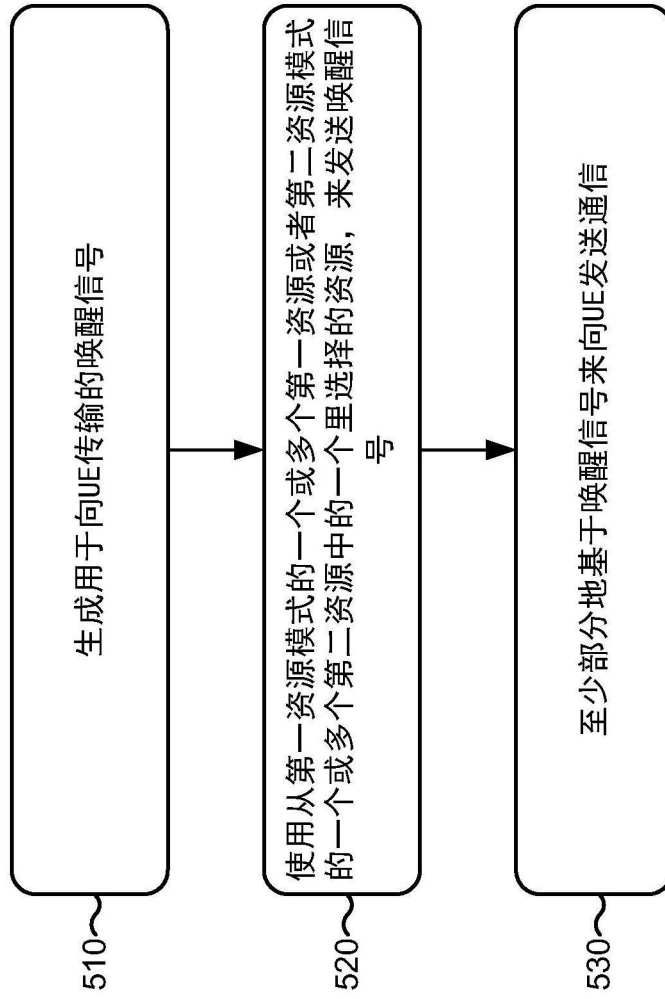 510
生成用于向UE传输的唤醒信号
520
使用从第一资源模式的一个或多个第一资源或者第二资源模式
的一个或多个第二资源中的一个里选择的资源，来发送唤醒信
号
530
至少部分地基于唤醒信号来向UE发送通信